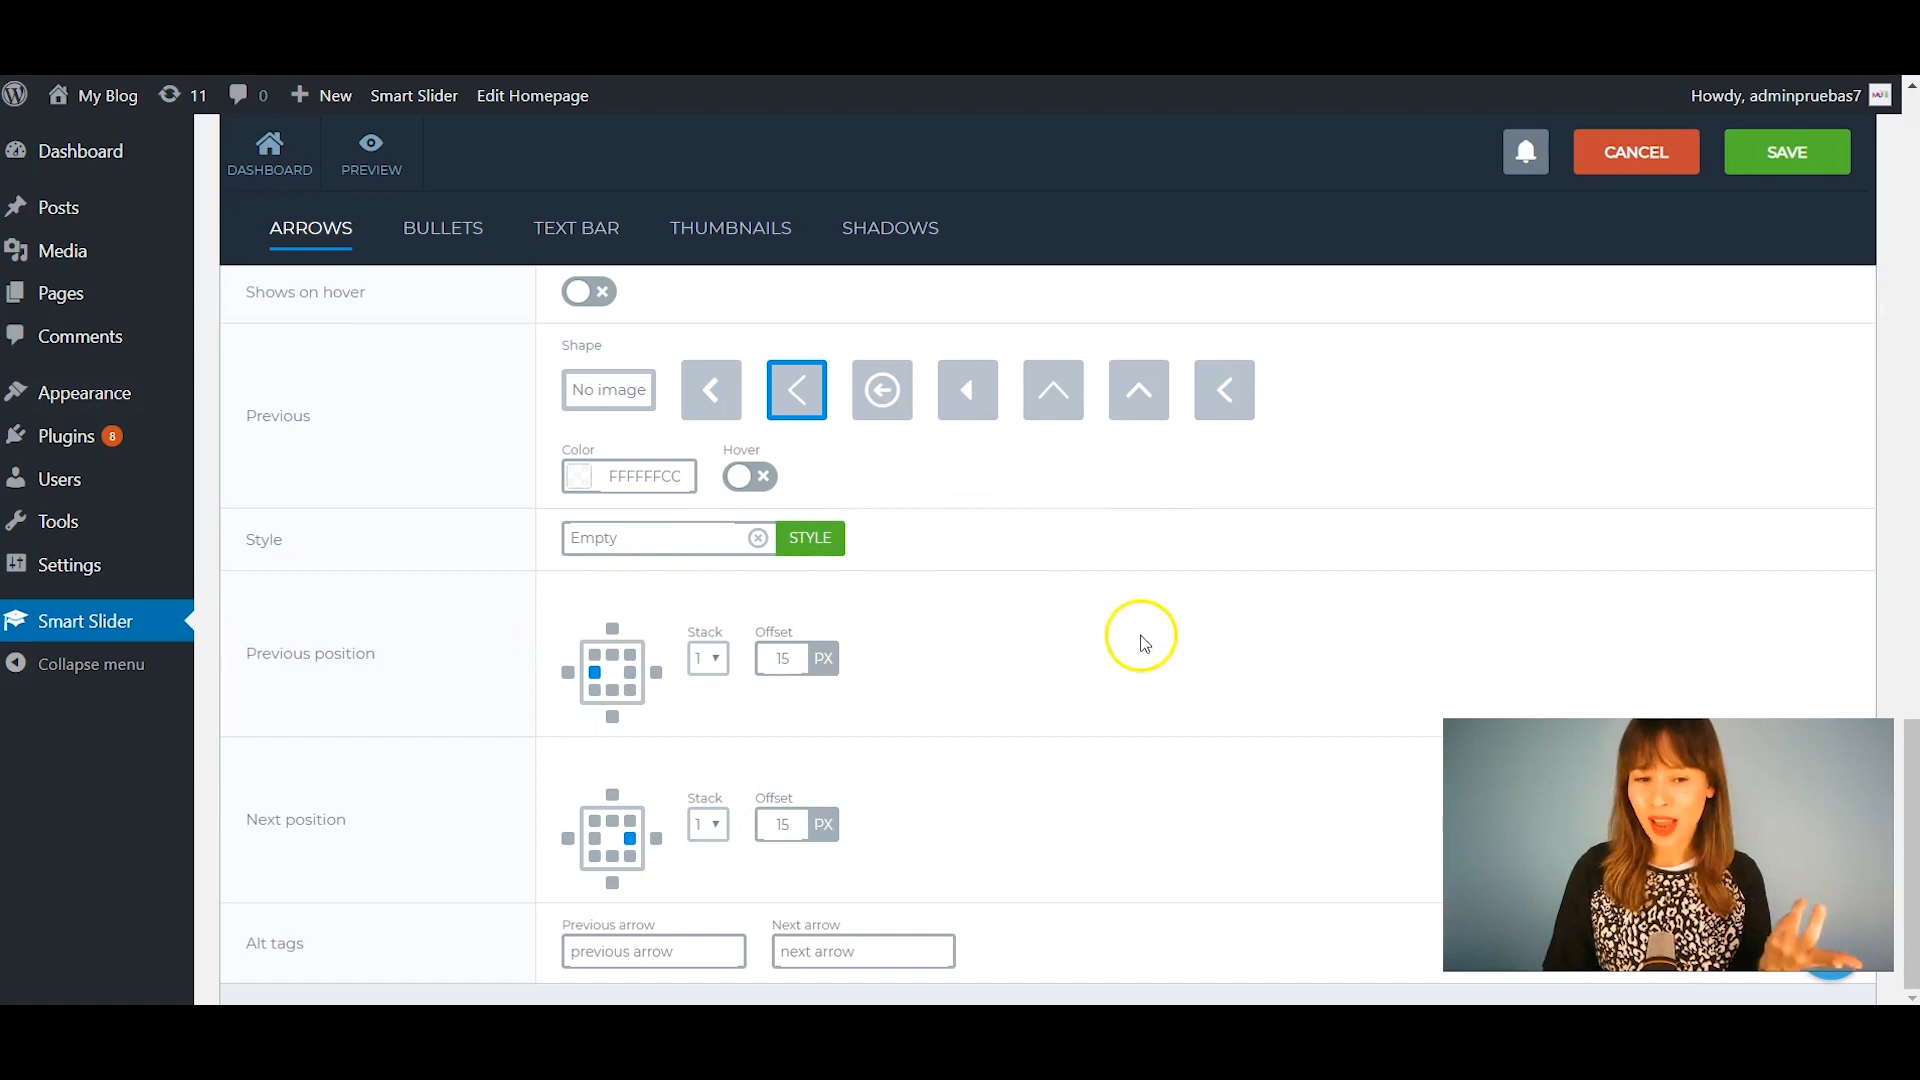 My Blog 11 0 New Smart Slider Edit Homepage Howdy, adminpruebas7
Dashboard
Posts
Media
Pages
Comments
Appearance
Plugins 8
Users
Tools
Settings
Smart Slider
Collapse menu
DASHBOARD PREVIEW CANCEL SAVE
ARROWS BULLETS TEXT BAR THUMBNAILS SHADOWS
Shows on hover
Shape
No image
Previous
Color Hover
FFFFFFCC
Style Empty STYLE
Stack Offset
Previous position 1 15 PX
Stack Offset
Next position 1 15 PX
Previous arrow Next arrow
Alt tags previous arrow next arrow